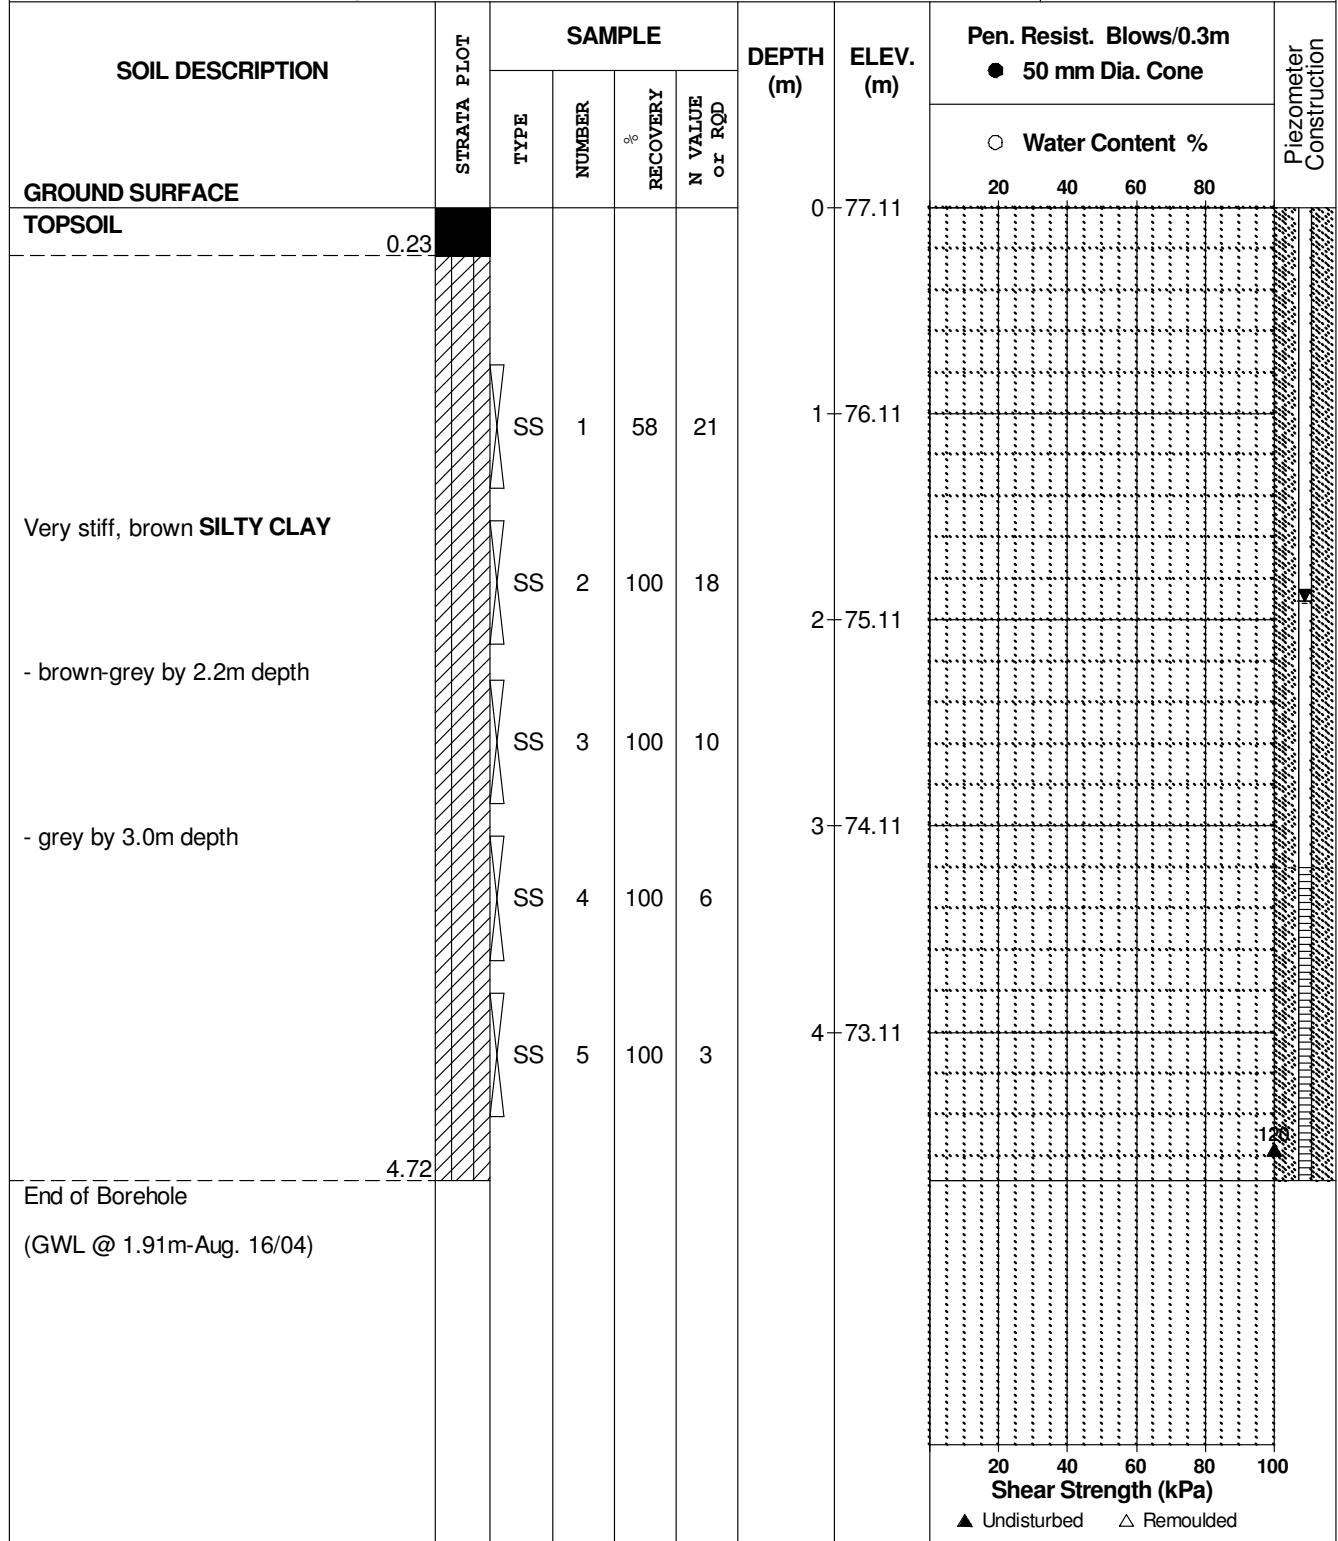 SOIL DESCRIPTION
GROUND SURFACE
STRATA PLOT
SAMPLE
TYPE
NUMBER
%
RECOVERY
N VALUE
or RQD
DEPTH
(m)
ELEV.
(m)
Pen. Resist. Blows/0.3m
● 50 mm Dia. Cone
○ Water Content %
20 40 60 80
Piezometer
Construction
0 77.11
TOPSOIL
0.23
SS 1 58 21
1 76.11
Very stiff, brown SILTY CLAY
SS 2 100 18
2 75.11
- brown-grey by 2.2m depth
SS 3 100 10
3 74.11
- grey by 3.0m depth
SS 4 100 6
4 73.11
SS 5 100 3
120
4.72
End of Borehole
(GWL @ 1.91m-Aug. 16/04)
20 40 60 80 100
Shear Strength (kPa)
▲ Undisturbed △ Remoulded